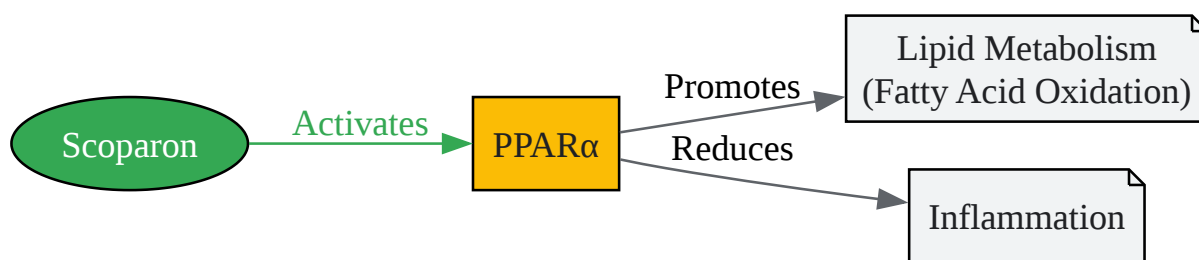 Scoparon
Activates
PPARα
Promotes
Reduces
Lipid Metabolism
(Fatty Acid Oxidation)
Inflammation